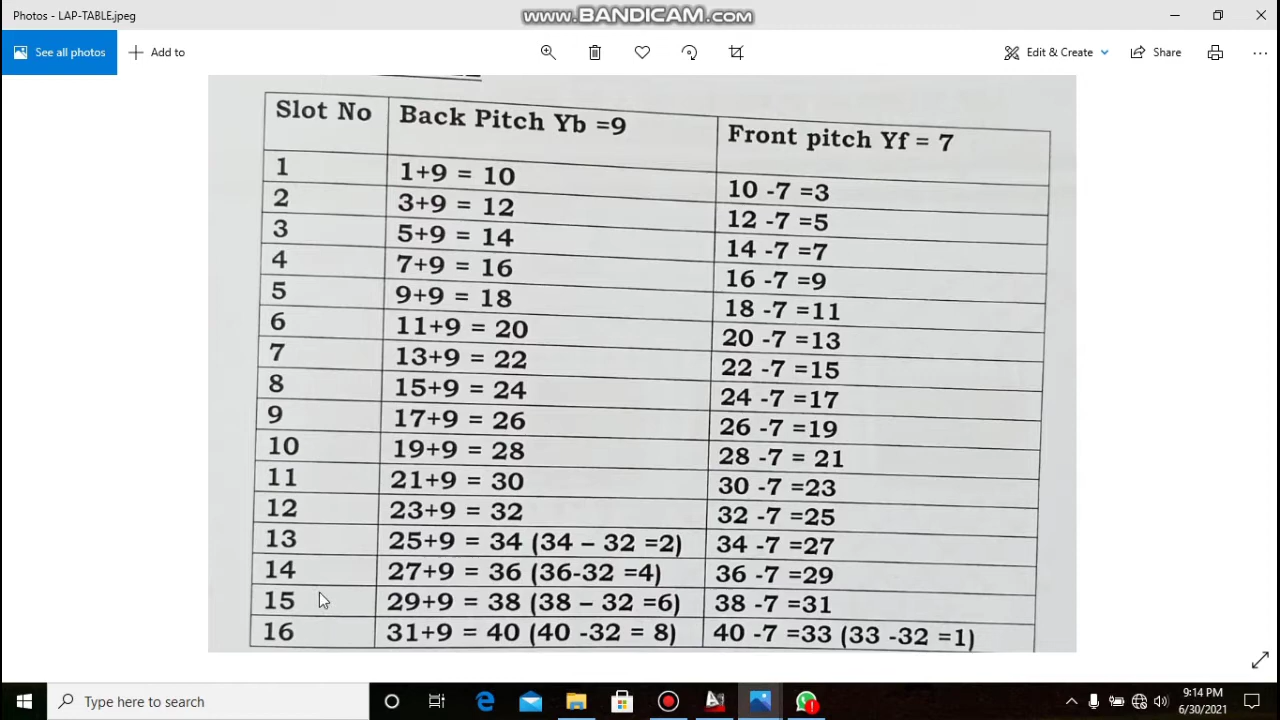 Photos - LAP-TABLE.jpeg
www.BANDICAM.com
See all photos
Add to
Edit & Create
Share
Slot No Back Pitch Yb =9 Front pitch Yf = 7
1 1+9 = 10 10 -7 =3
2 3+9 = 12 12 -7 =5
3 5+9 = 14 14 -7 =7
4 7+9 = 16 16 -7 =9
5 9+9 = 18 18 -7 =11
6 11+9 = 20 20 -7 =13
7 13+9 = 22 22 -7 =15
8 15+9 = 24 24 -7 =17
9 17+9 = 26 26 -7 =19
10 19+9 = 28 28 -7 = 21
11 21+9 = 30 30 -7 =23
12 23+9 = 32 32 -7 =25
13 25+9 = 34 (34 – 32 =2) 34 -7 =27
14 27+9 = 36 (36-32 =4) 36 -7 =29
15 29+9 = 38 (38 – 32 =6) 38 -7 =31
16 31+9 = 40 (40 -32 = 8) 40 -7 =33 (33 -32 =1)
Type here to search
9:14 PM
6/30/2021